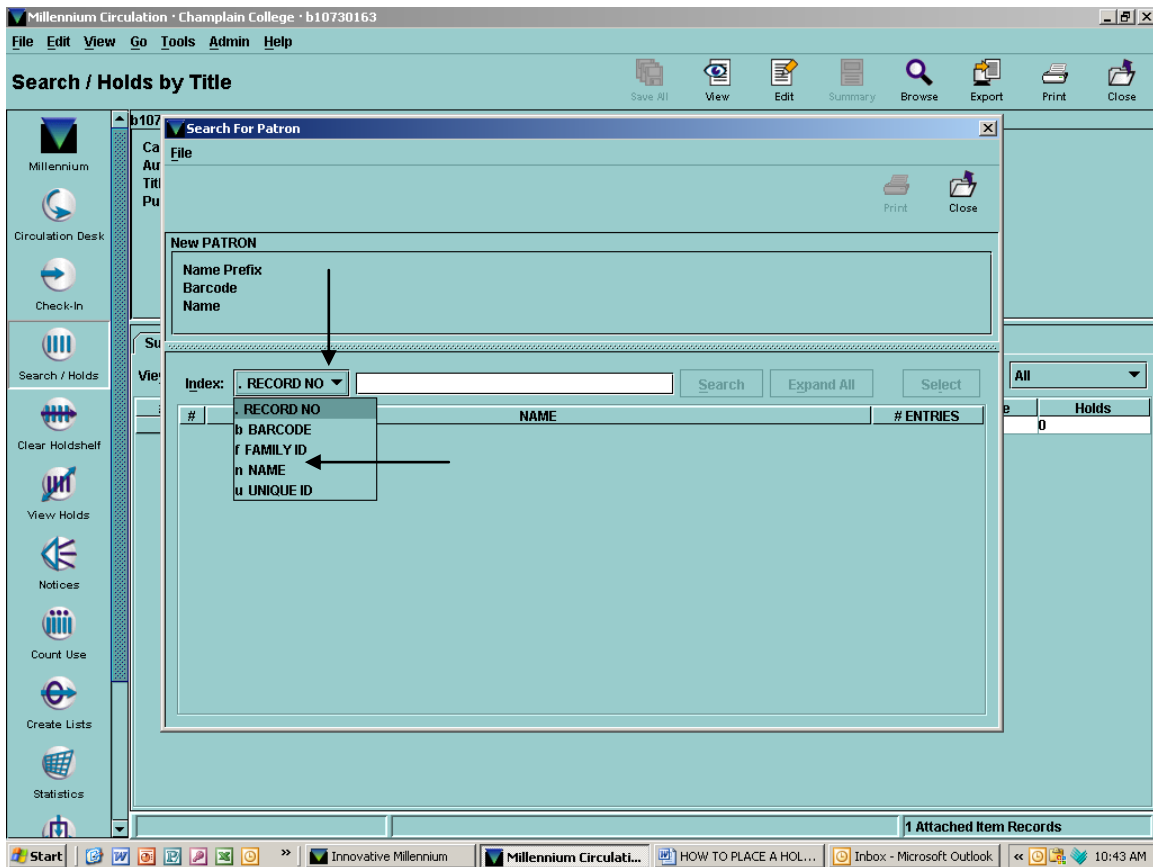 Millennium Circulation · Champlain College · b10730163
File Edit View Go Tools Admin Help
Search / Holds by Title
Save All View Edit Summary Browse Export Print Close
Millennium
Circulation Desk
Check-In
Search / Holds
Clear Holdshelf
View Holds
Notices
Count Use
Create Lists
Statistics
b107
Ca
Au
Titl
Pu
Su
Search For Patron
File
Print Close
New PATRON
Name Prefix
Barcode
Name
Index: . RECORD NO Search Expand All Select
. RECORD NO
b BARCODE
f FAMILY ID
n NAME
u UNIQUE ID
# NAME # ENTRIES
All
Holds
0
1 Attached Item Records
Start » Innovative Millennium Millennium Circulati... HOW TO PLACE A HOL... Inbox - Microsoft Outlook « 10:43 AM